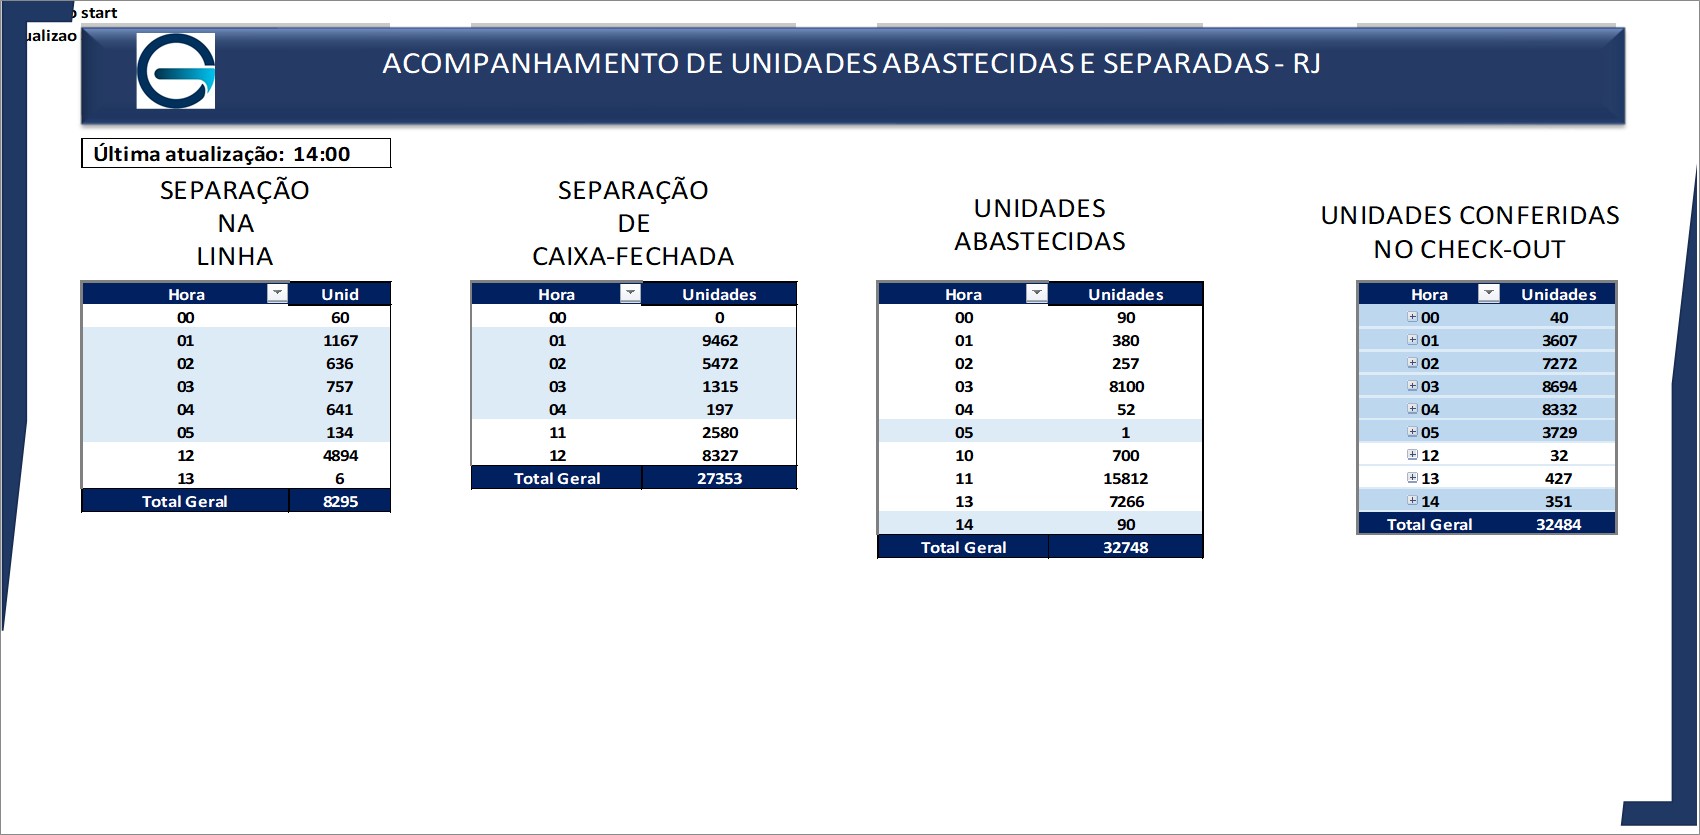 start
ACOMPANHAMENTO DE UNIDADES ABASTECIDAS E SEPARADAS - RJ
Última atualização: 14:00
SEPARAÇÃO
NA
LINHA
Hora Unid
00 60
01 1167
02 636
03 757
04 641
05 134
12 4894
13 6
Total Geral 8295
SEPARAÇÃO
DE
CAIXA-FECHADA
Hora Unidades
00 0
01 9462
02 5472
03 1315
04 197
11 2580
12 8327
Total Geral 27353
UNIDADES
ABASTECIDAS
Hora Unidades
00 90
01 380
02 257
03 8100
04 52
05 1
10 700
11 15812
13 7266
14 90
Total Geral 32748
UNIDADES CONFERIDAS
NO CHECK-OUT
Hora Unidades
00 40
01 3607
02 7272
03 8694
04 8332
05 3729
12 32
13 427
14 351
Total Geral 32484